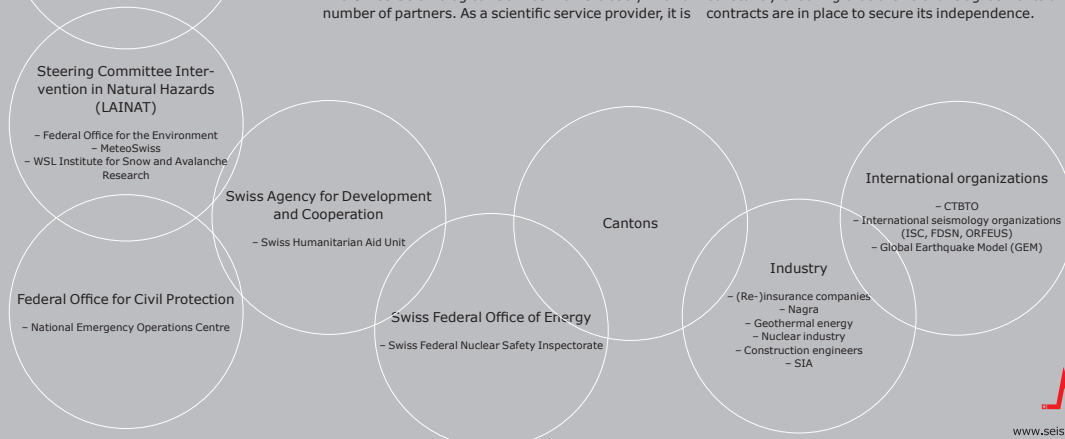 number of partners. As a scientific service provider, it is
contracts are in place to secure its independence.
Steering Committee Inter-
vention in Natural Hazards
(LAINAT)
– Federal Office for the Environment
– MeteoSwiss
– WSL Institute for Snow and Avalanche
Research
Swiss Agency for Development
and Cooperation
– Swiss Humanitarian Aid Unit
Federal Office for Civil Protection
– National Emergency Operations Centre
Swiss Federal Office of Energy
– Swiss Federal Nuclear Safety Inspectorate
Cantons
Industry
– (Re-)insurance companies
– Nagra
– Geothermal energy
– Nuclear industry
– Construction engineers
– SIA
International organizations
– CTBTO
– International seismology organizations
(ISC, FDSN, ORFEUS)
– Global Earthquake Model (GEM)
www.seis